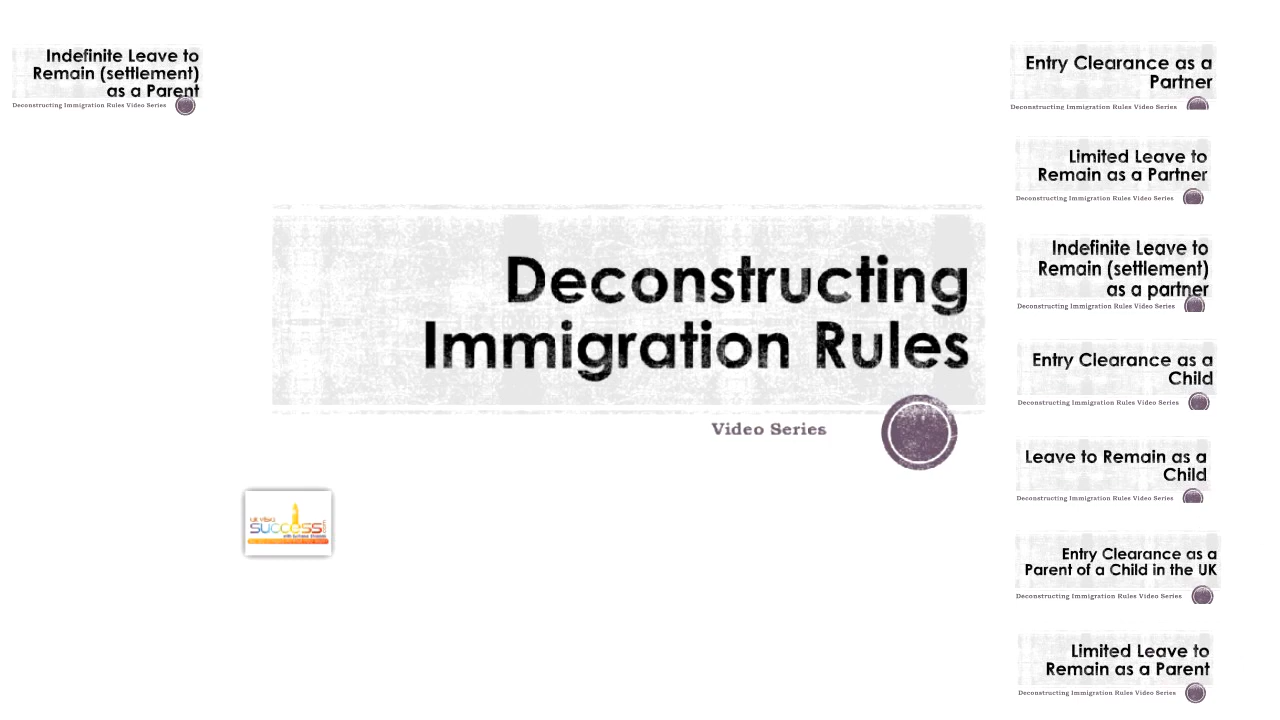 Indefinite Leave to
Remain (settlement)
as a Parent
Deconstructing Immigration Rules Video Series
Deconstructing
Immigration Rules
Video Series
UK VISA
SUCCESS
.com
Entry Clearance as a
Partner
Deconstructing Immigration Rules Video Series
Limited Leave to
Remain as a Partner
Deconstructing Immigration Rules Video Series
Indefinite Leave to
Remain (settlement)
as a partner
Deconstructing Immigration Rules Video Series
Entry Clearance as a
Child
Deconstructing Immigration Rules Video Series
Leave to Remain as a
Child
Deconstructing Immigration Rules Video Series
Entry Clearance as a
Parent of a Child in the UK
Deconstructing Immigration Rules Video Series
Limited Leave to
Remain as a Parent
Deconstructing Immigration Rules Video Series